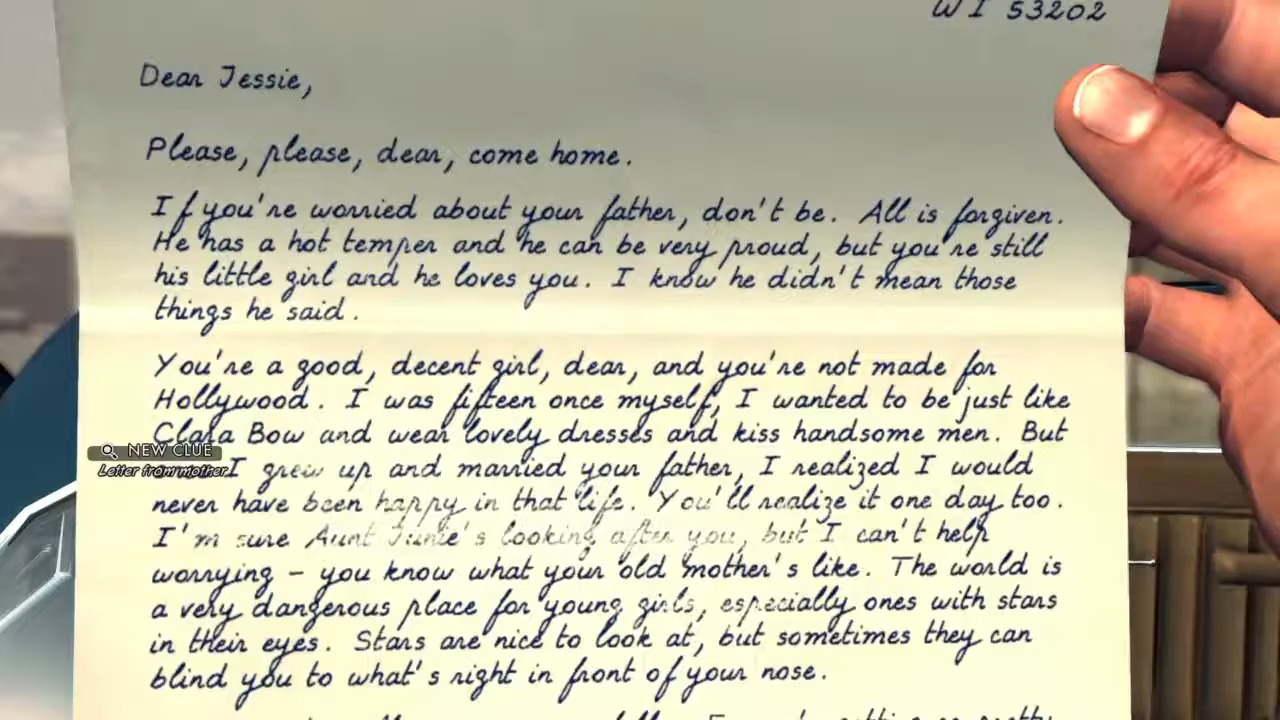 WI 53202
Dear Jessie,
Please, please, dear, come home.
If you're worried about your father, don't be. All is forgiven.
He has a hot temper and he can be very proud, but you're still
his little girl and he loves you. I know he didn't mean those
things he said.
You're a good, decent girl, dear, and you're not made for
Hollywood. I was fifteen once myself, I wanted to be just like
Clara Bow and wear lovely dresses and kiss handsome men. But
NEW CLUE
Letter from mother
I grew up and married your father, I realized I would
never have been happy in that life. You'll realize it one day too.
I'm sure Aunt Junie's looking after you, but I can't help
worrying - you know what your old mother's like. The world is
a very dangerous place for young girls, especially ones with stars
in their eyes. Stars are nice to look at, but sometimes they can
blind you to what's right in front of your nose.